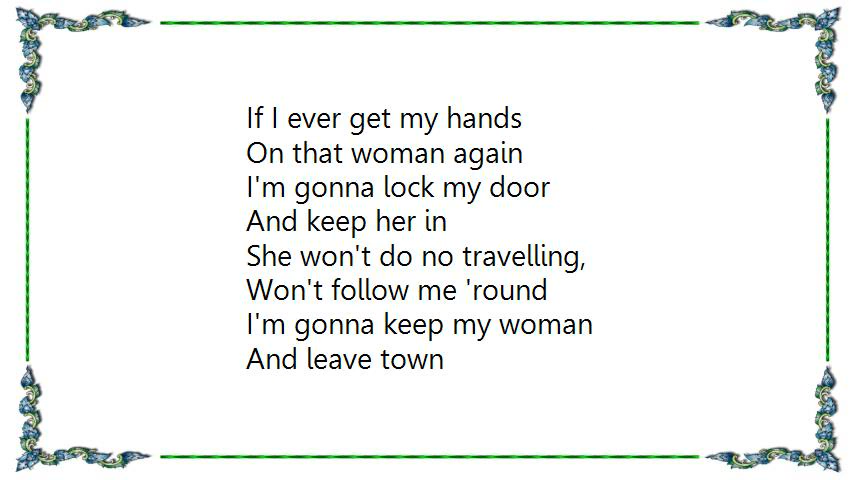 If I ever get my hands
On that woman again
I'm gonna lock my door
And keep her in
She won't do no travelling,
Won't follow me 'round
I'm gonna keep my woman
And leave town